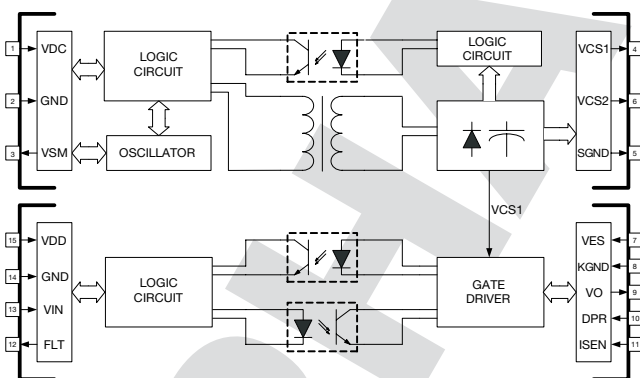 1 VDC
2 GND
3 VSM
LOGIC
CIRCUIT
OSCILLATOR
LOGIC
CIRCUIT
VCS1 4
VCS2 6
SGND 5
VCS1
15 VDD
14 GND
13 VIN
12 FLT
LOGIC
CIRCUIT
GATE
DRIVER
VES 7
KGND 8
VO 9
DPR 10
ISEN 11